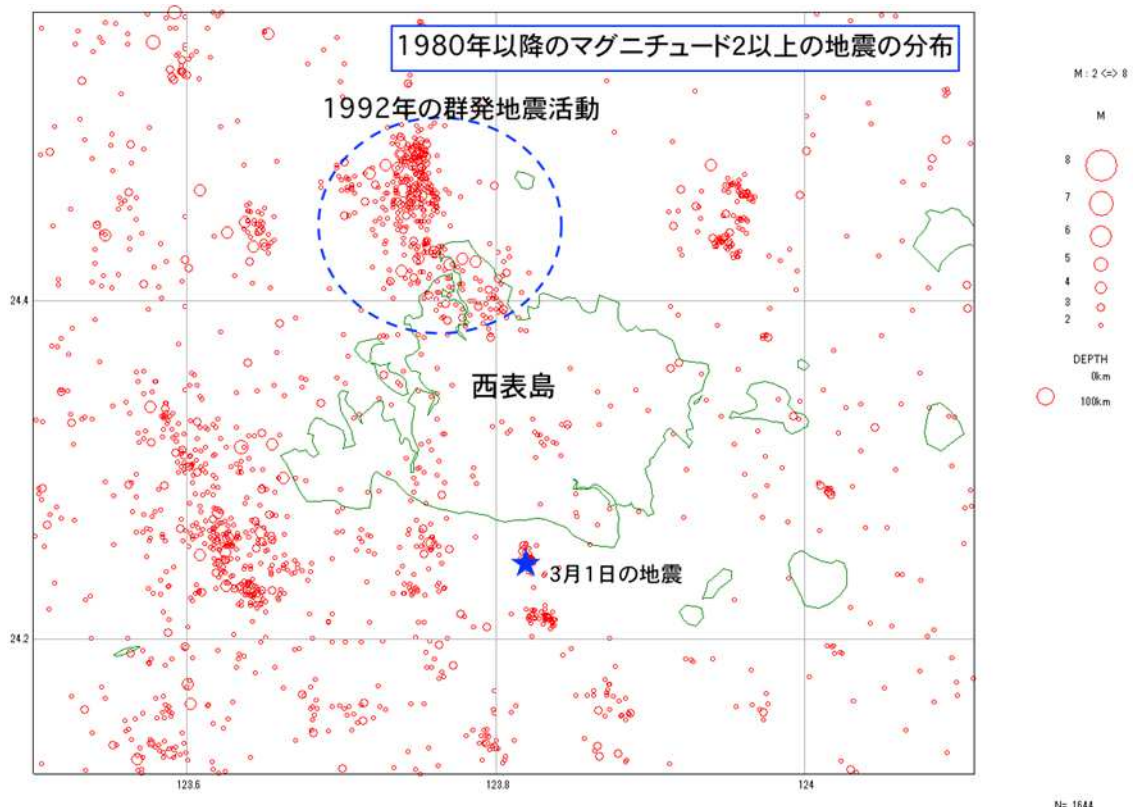 1980年以降のマグニチュード2以上の地震の分布
1992年の群発地震活動
西表島
3月1日の地震
24.4
24.2
123.6
123.8
124
M : 2 <=> 8
M
8
7
6
5
4
3
2
DEPTH
0km
100km
N= 1644